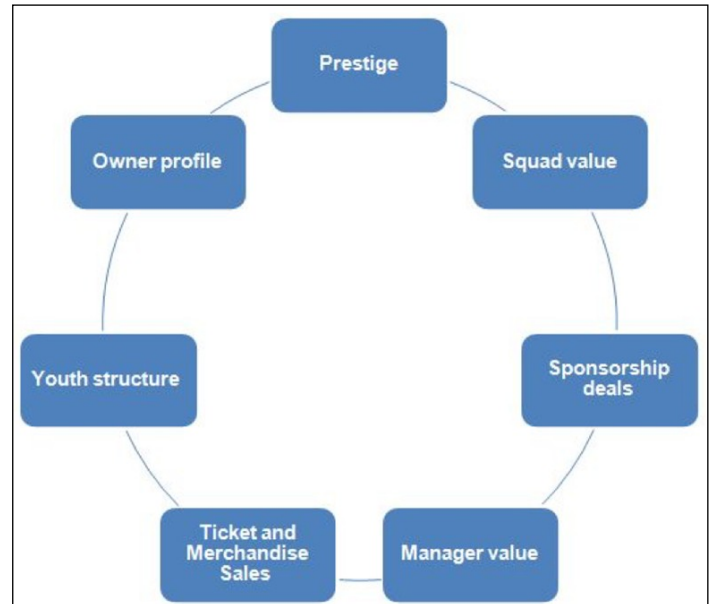 Prestige
Squad value
Sponsorship
deals
Manager value
Ticket and
Merchandise
Sales
Youth structure
Owner profile